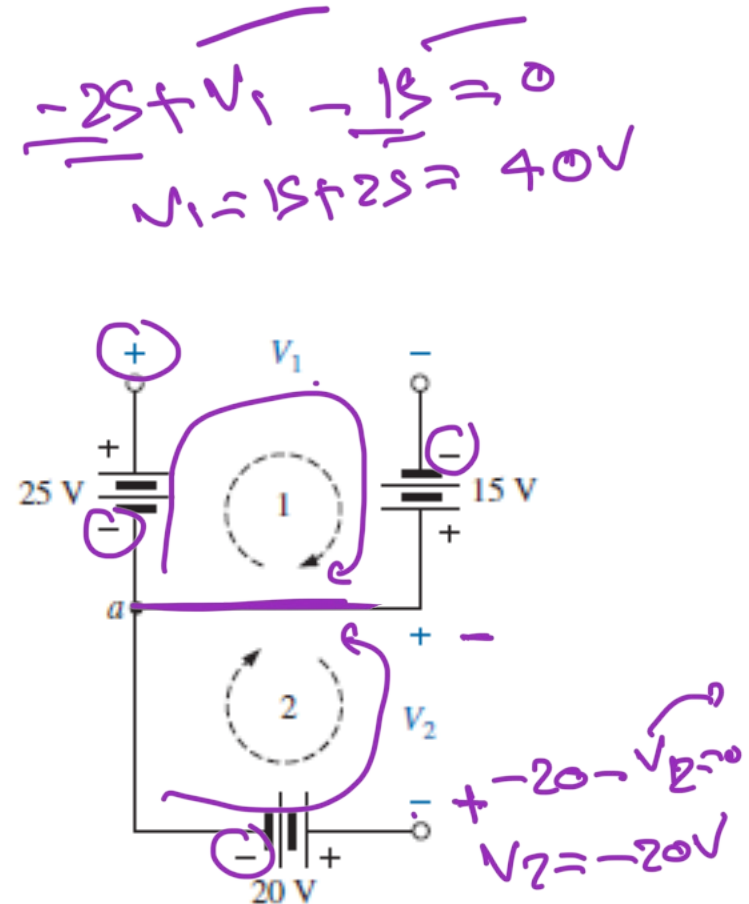 -25+V₁ -15=0
V₁=15+25= 40V
+ V₁ −
+ −
25 V 1 15 V
− +
a
+ −
2 V₂
-20-V₂=0
− +
− +
V₂=-20V
20 V